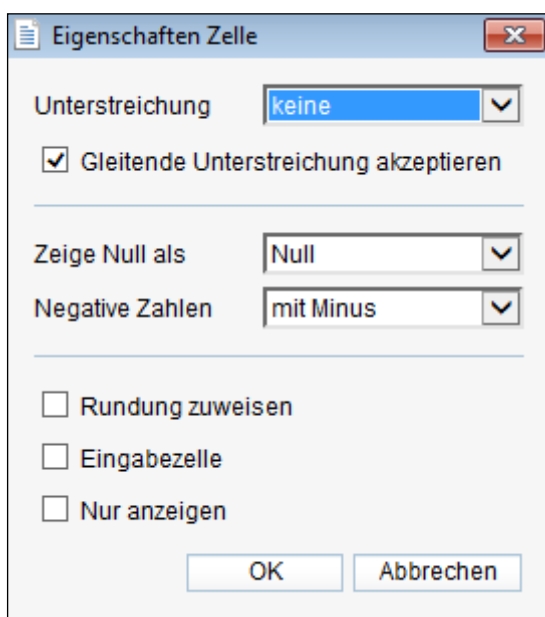 Eigenschaften Zelle
Unterstreichung keine
Gleitende Unterstreichung akzeptieren
Zeige Null als Null
Negative Zahlen mit Minus
Rundung zuweisen
Eingabezelle
Nur anzeigen
OK Abbrechen